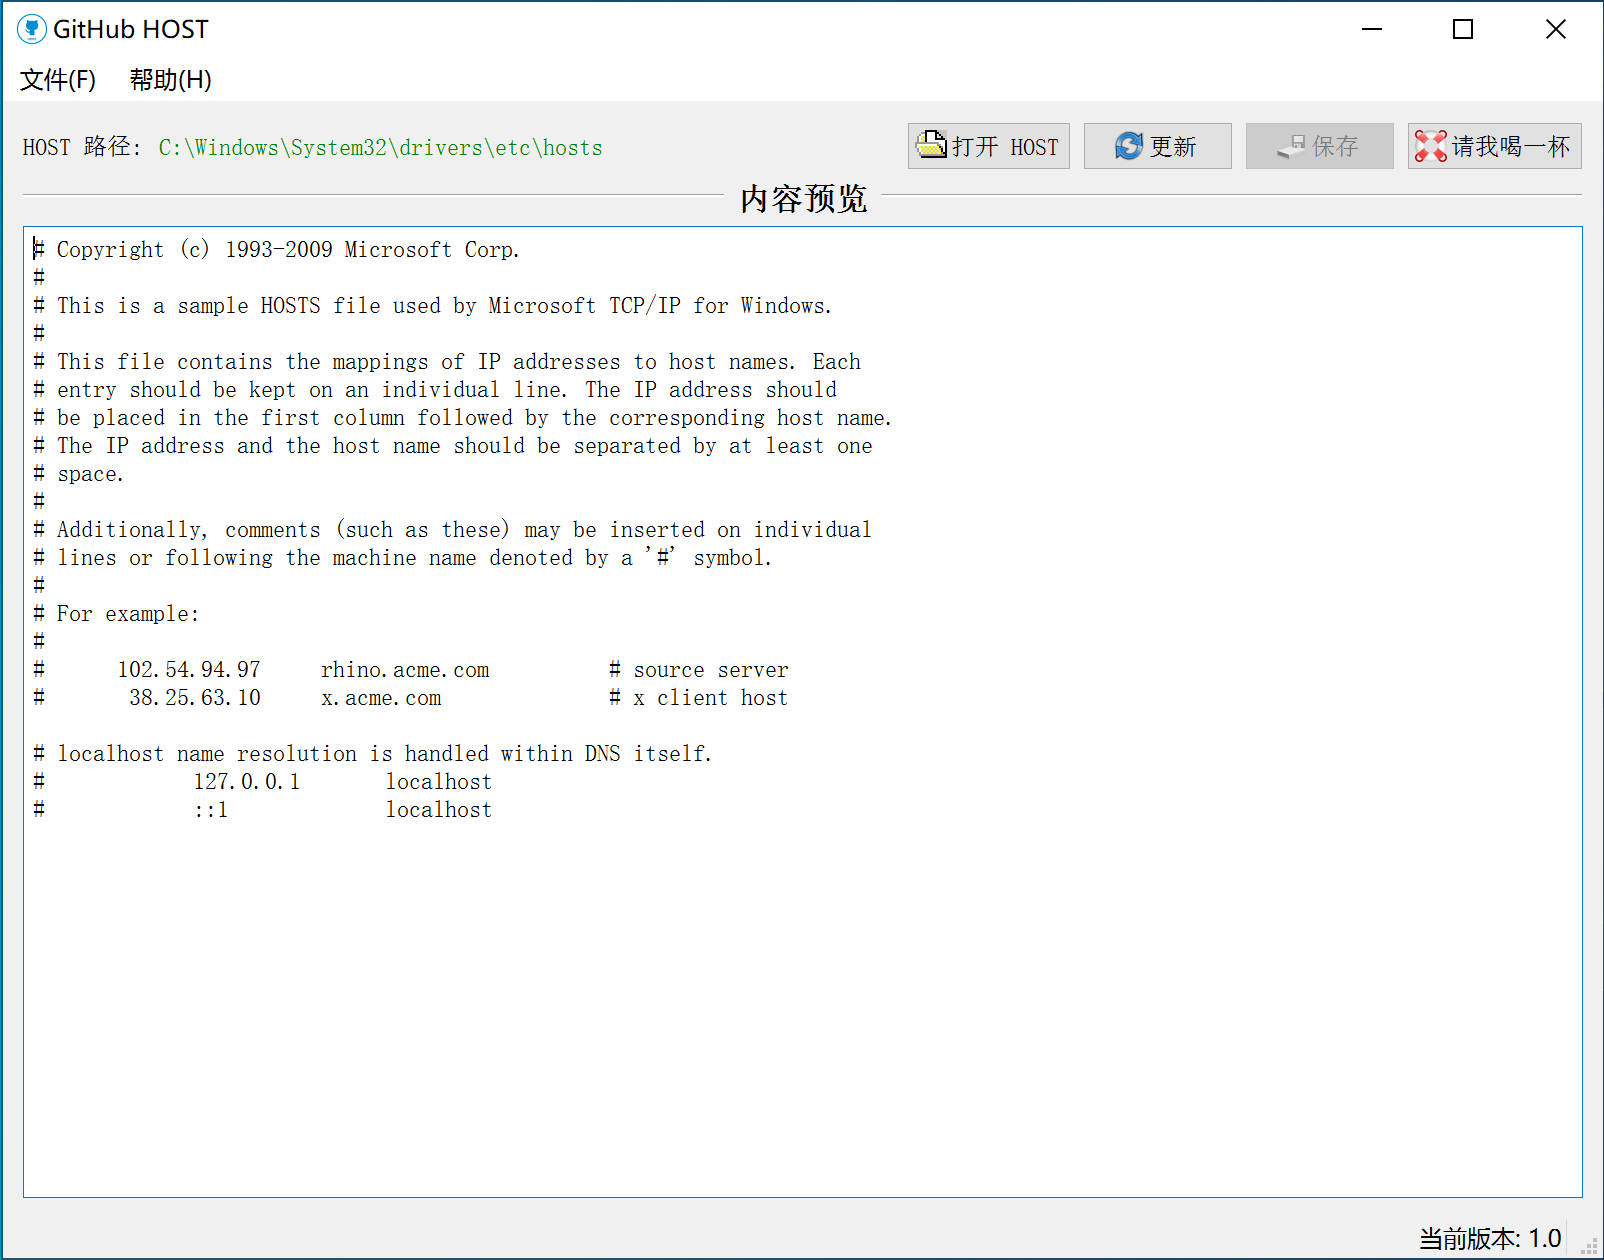 GitHub HOST
文件(F) 帮助(H)
HOST 路径: C:\Windows\System32\drivers\etc\hosts 打开 HOST 更新 保存 请我喝一杯
内容预览
# Copyright (c) 1993-2009 Microsoft Corp.
#
# This is a sample HOSTS file used by Microsoft TCP/IP for Windows.
#
# This file contains the mappings of IP addresses to host names. Each
# entry should be kept on an individual line. The IP address should
# be placed in the first column followed by the corresponding host name.
# The IP address and the host name should be separated by at least one
# space.
#
# Additionally, comments (such as these) may be inserted on individual
# lines or following the machine name denoted by a '#' symbol.
#
# For example:
#
#      102.54.94.97     rhino.acme.com          # source server
#       38.25.63.10     x.acme.com              # x client host

# localhost name resolution is handled within DNS itself.
#	127.0.0.1       localhost
#	::1             localhost
当前版本: 1.0